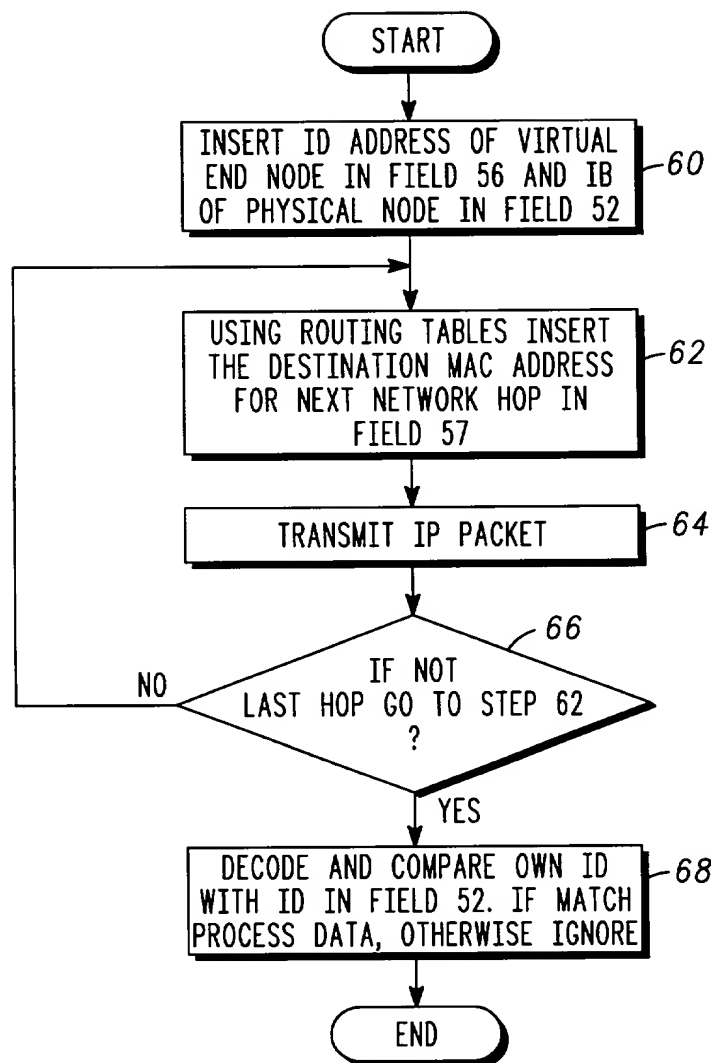 START
INSERT ID ADDRESS OF VIRTUAL
END NODE IN FIELD 56 AND IB
OF PHYSICAL NODE IN FIELD 52
60
USING ROUTING TABLES INSERT
THE DESTINATION MAC ADDRESS
FOR NEXT NETWORK HOP IN
FIELD 57
62
TRANSMIT IP PACKET
64
66
IF NOT
LAST HOP GO TO STEP 62
?
NO
YES
DECODE AND COMPARE OWN ID
WITH ID IN FIELD 52. IF MATCH
PROCESS DATA, OTHERWISE IGNORE
68
END